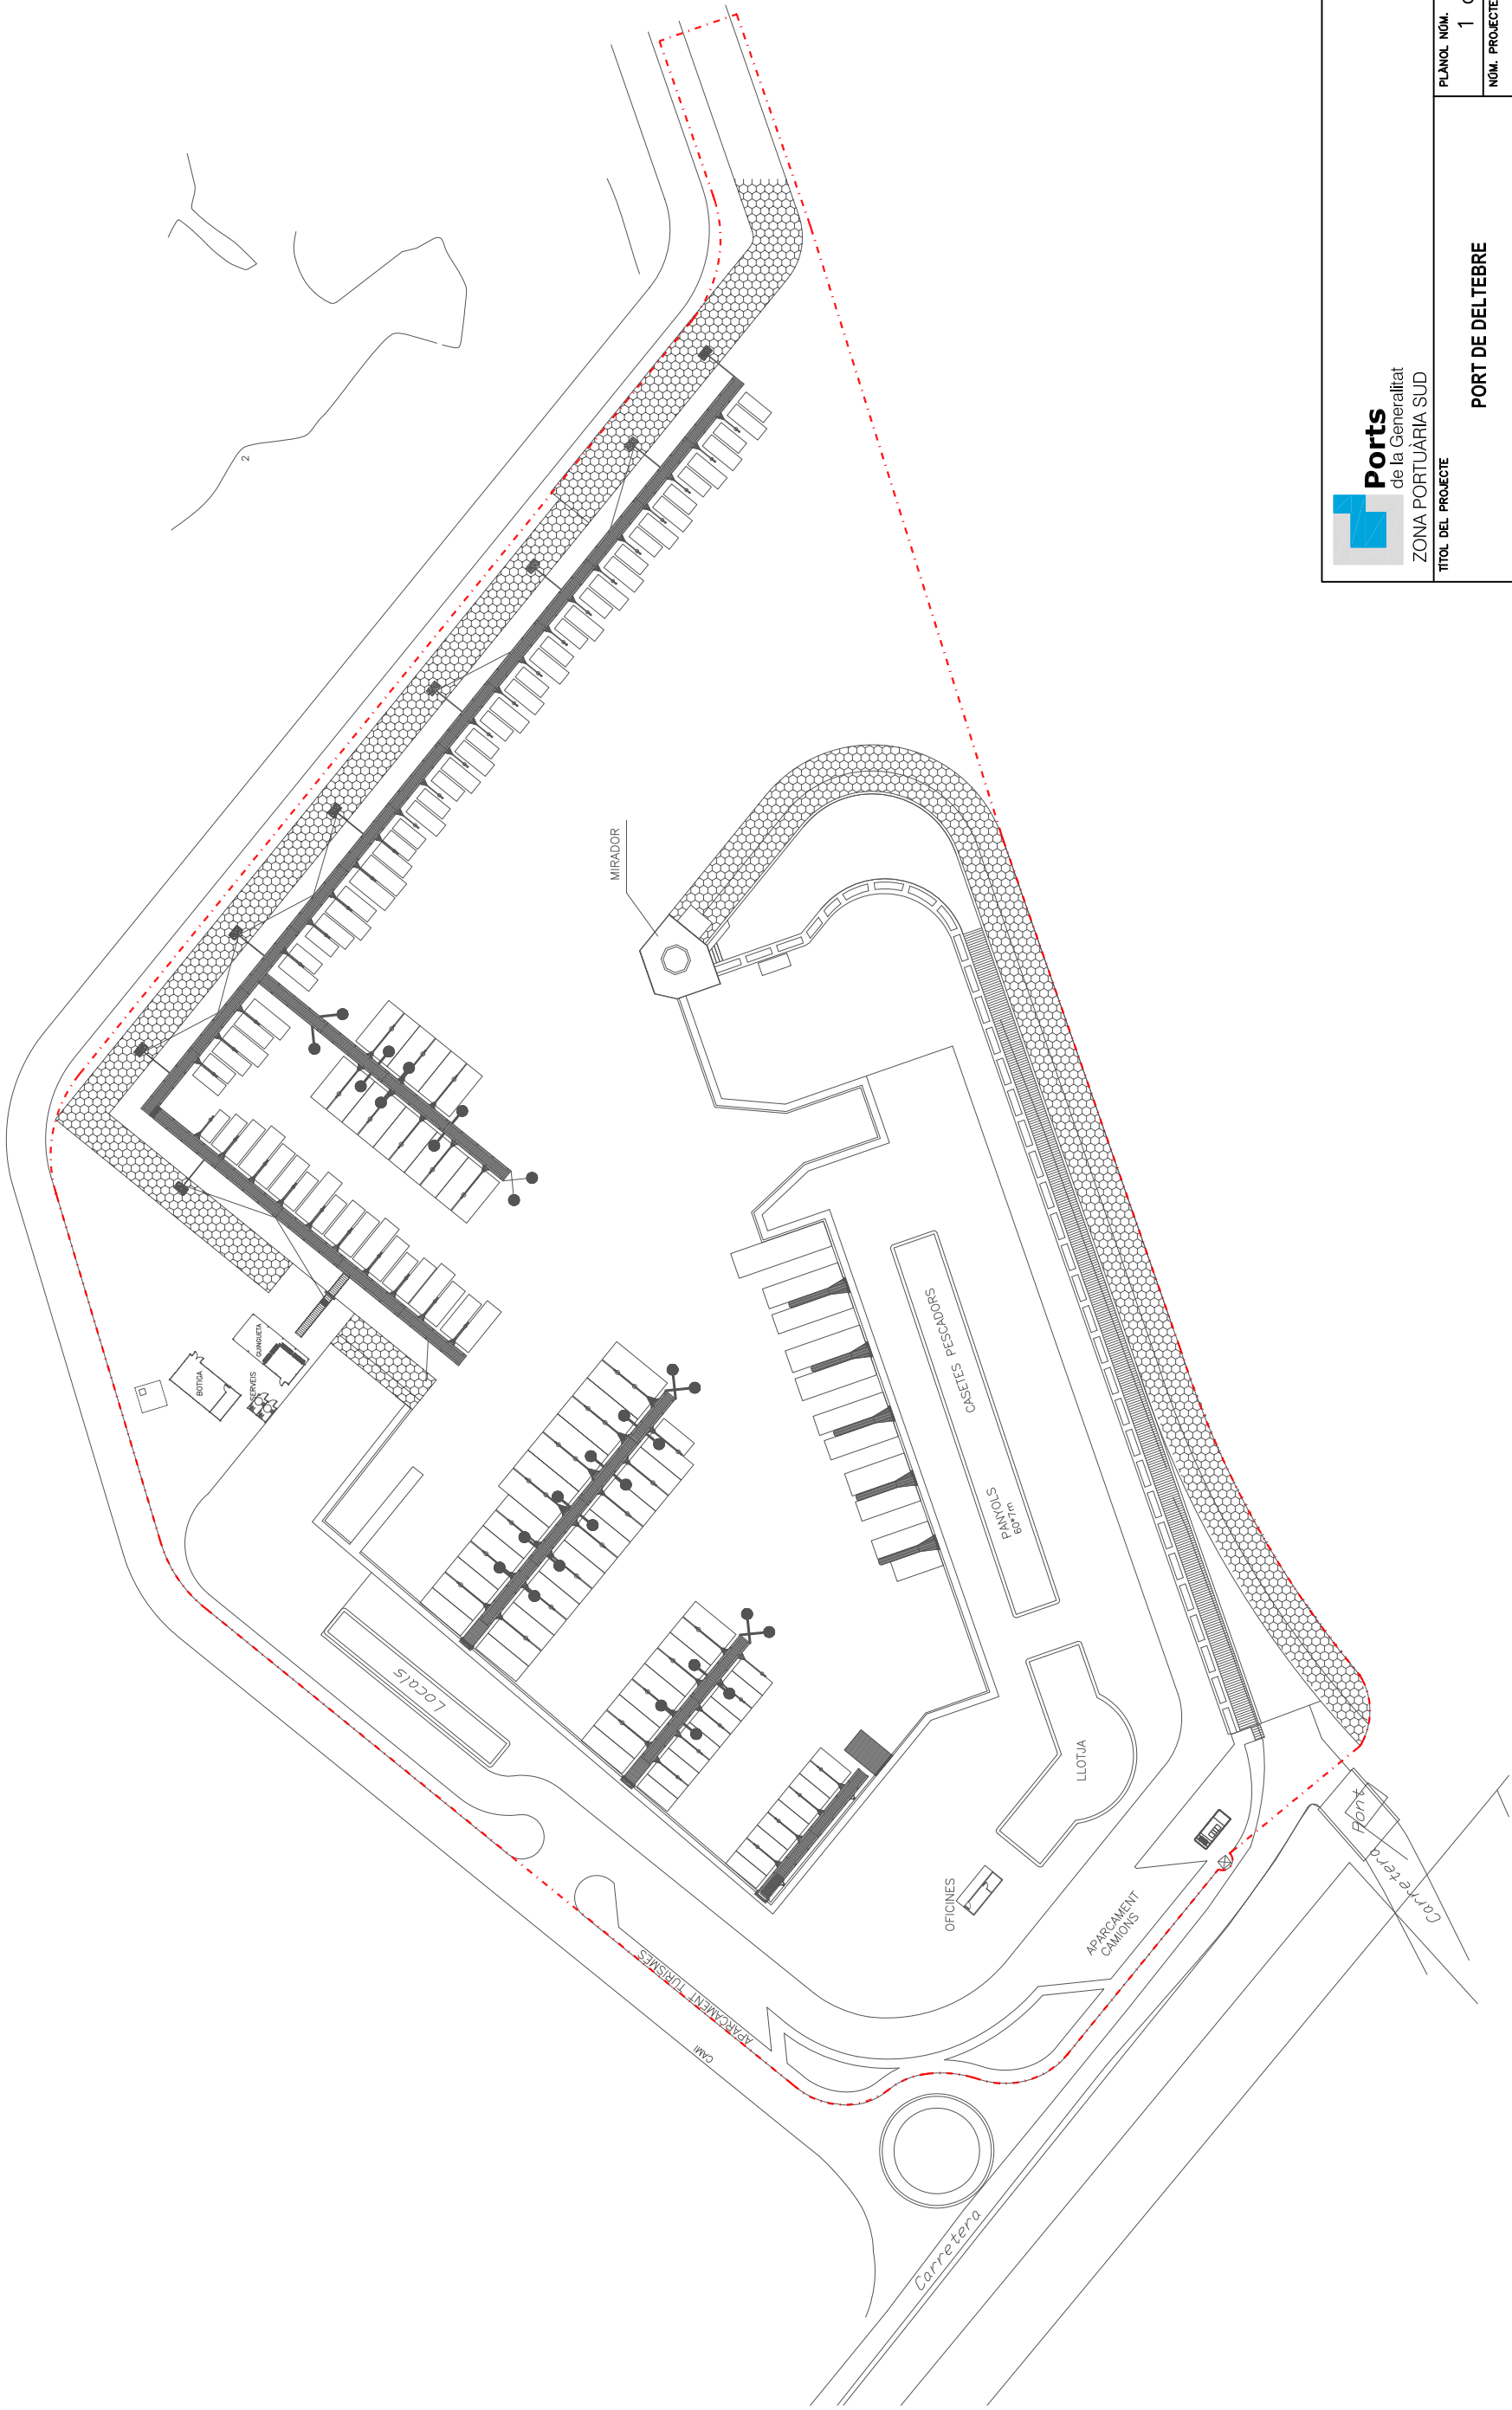 2
MIRADOR
BOTIGA
GUINGUETA
SERVEIS
Locals
CASETES PESCADORS
PANYOLS
60*7m
LLOTJA
OFICINES
APARCAMENT
CAMIONS
APARCAMENT TURISMES
CAMI
Pont
Carretera
Carretera
Ports
de la Generalitat
ZONA PORTUÀRIA SUD
TÍTOL DEL PROJECTE
PORT DE DELTEBRE
PLÀNOL NÚM.
1
NÚM. PROJECTE